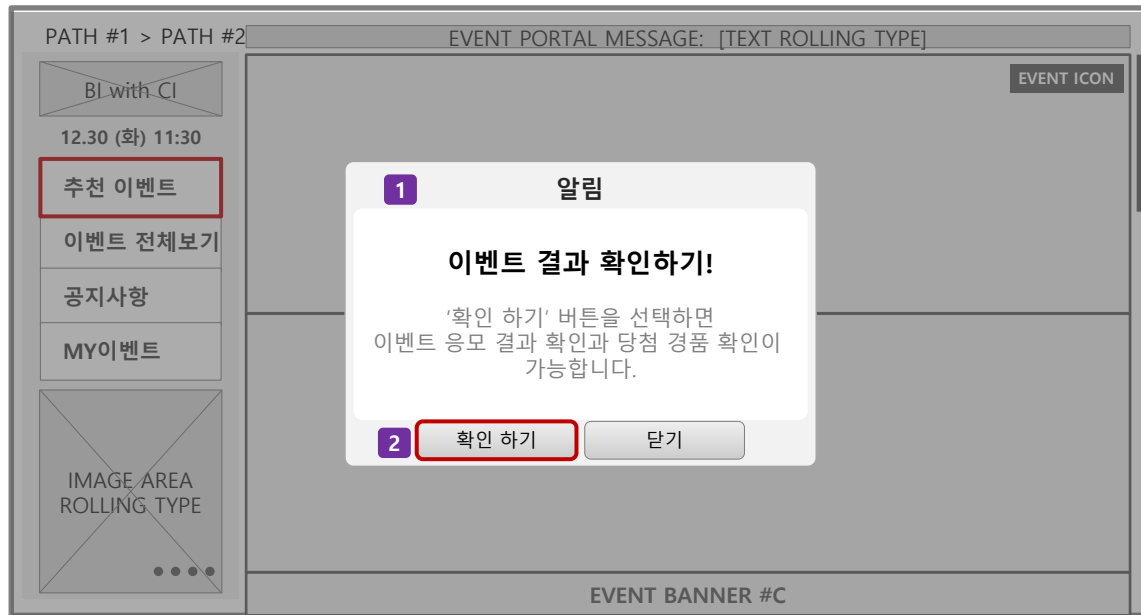 PATH #1 > PATH #2
EVENT PORTAL MESSAGE: [TEXT ROLLING TYPE]
BI with CI
EVENT ICON
12.30 (화) 11:30
추천 이벤트
이벤트 전체보기
공지사항
MY이벤트
IMAGE AREA
ROLLING TYPE
1
알림
이벤트 결과 확인하기!
‘확인 하기’ 버튼을 선택하면
이벤트 응모 결과 확인과 당첨 경품 확인이
가능합니다.
2
확인 하기
닫기
EVENT BANNER #C